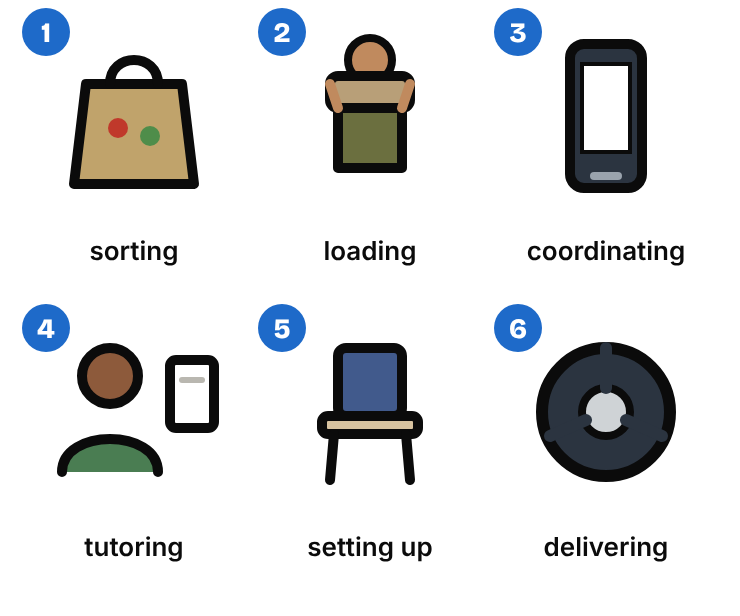 1
sorting
2
loading
3
coordinating
4
tutoring
5
setting up
6
delivering